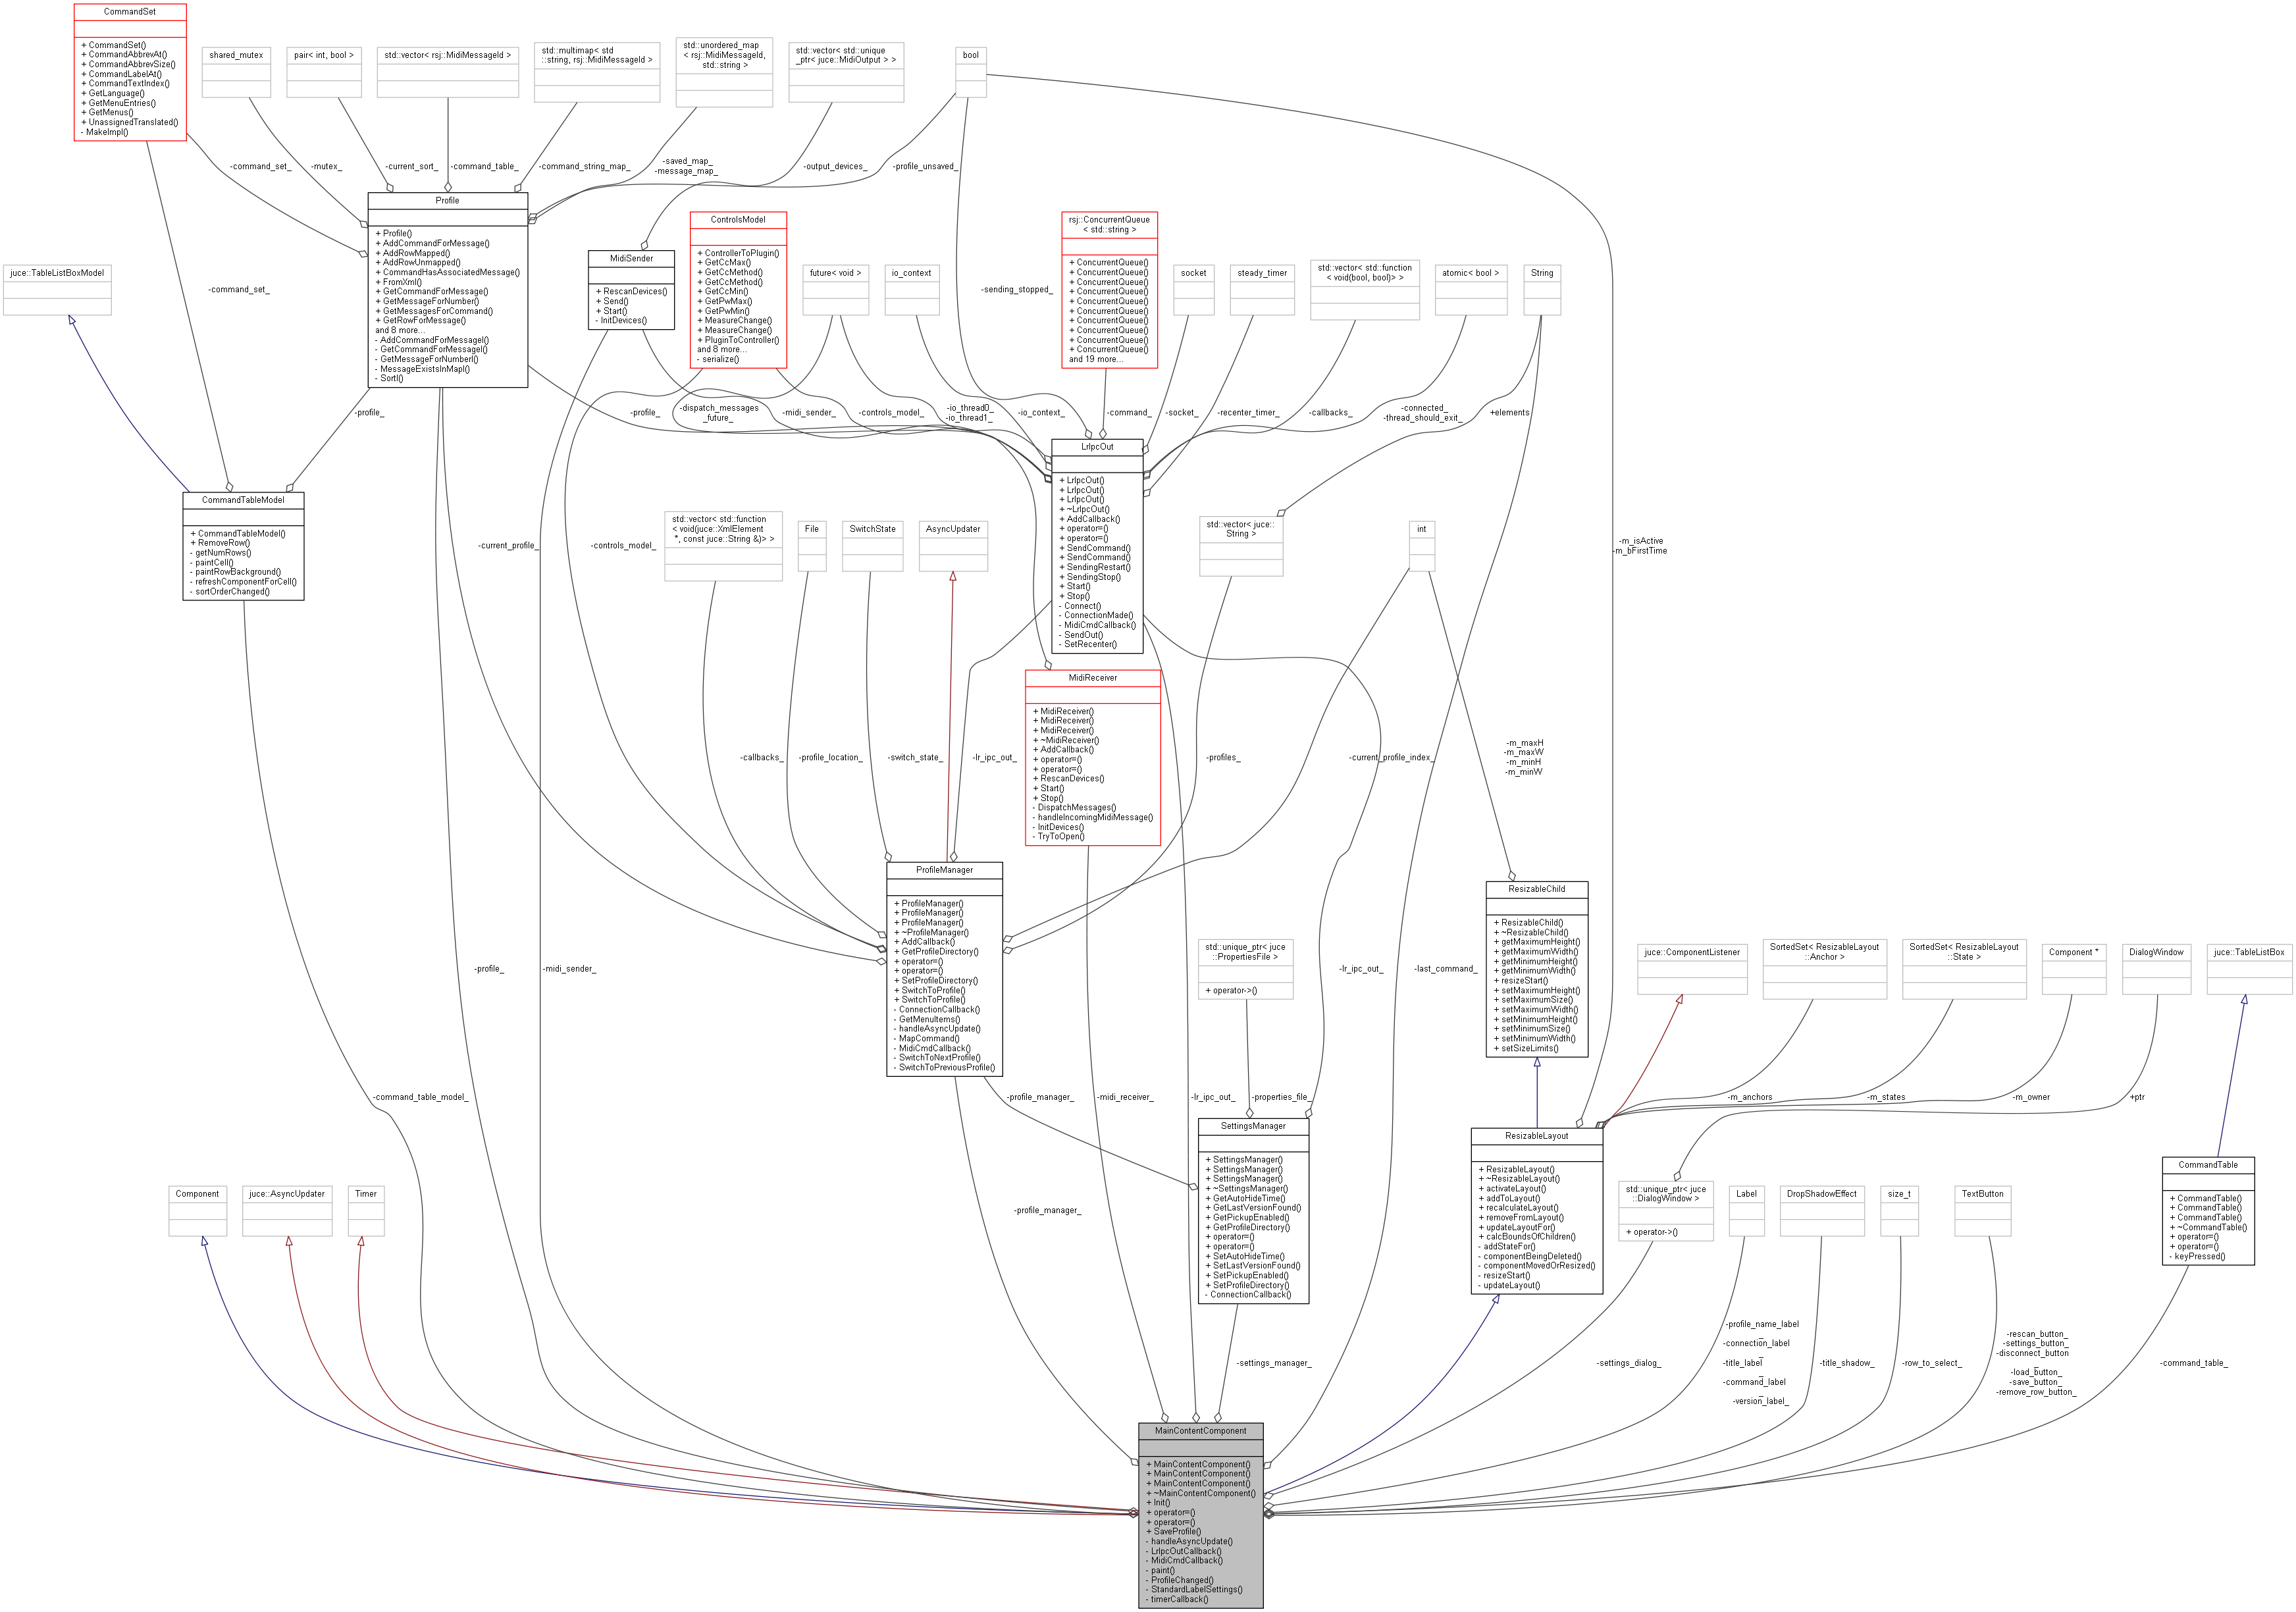 CommandSet
+ CommandSet()
+ CommandAbbrevAt()
+ CommandAbbrevSize()
+ CommandLabelAt()
+ CommandTextIndex()
+ GetLanguage()
+ GetMenuEntries()
+ GetMenus()
+ UnassignedTranslated()
- MakeImpl()
shared_mutex
pair< int, bool >
std::vector< rsj::MidiMessageId >
std::multimap< std
::string, rsj::MidiMessageId >
std::unordered_map
< rsj::MidiMessageId,
std::string >
std::vector< std::unique
_ptr< juce::MidiOutput > >
bool
-command_set_
-mutex_
-current_sort_
-command_table_
-command_string_map_
-saved_map_
-message_map_
-output_devices_
-profile_unsaved_
Profile
+ Profile()
+ AddCommandForMessage()
+ AddRowMapped()
+ AddRowUnmapped()
+ CommandHasAssociatedMessage()
+ FromXml()
+ GetCommandForMessage()
+ GetMessageForNumber()
+ GetMessagesForCommand()
+ GetRowForMessage()
and 8 more...
- AddCommandForMessageI()
- GetCommandForMessageI()
- GetMessageForNumberI()
- MessageExistsInMapI()
- SortI()
MidiSender
+ RescanDevices()
+ Send()
+ Start()
- InitDevices()
ControlsModel
+ ControllerToPlugin()
+ GetCcMax()
+ GetCcMethod()
+ GetCcMethod()
+ GetCcMin()
+ GetPwMax()
+ GetPwMin()
+ MeasureChange()
+ MeasureChange()
+ PluginToController()
and 8 more...
- serialize()
future< void >
io_context
-sending_stopped_
rsj::ConcurrentQueue
< std::string >
+ ConcurrentQueue()
+ ConcurrentQueue()
+ ConcurrentQueue()
+ ConcurrentQueue()
+ ConcurrentQueue()
+ ConcurrentQueue()
+ ConcurrentQueue()
+ ConcurrentQueue()
+ ConcurrentQueue()
+ ConcurrentQueue()
and 19 more...
socket
steady_timer
std::vector< std::function
< void(bool, bool)> >
atomic< bool >
String
juce::TableListBoxModel
-command_set_
-profile_
-profile_
-dispatch_messages
_future_
-midi_sender_
-controls_model_
-io_thread0_
-io_thread1_
-io_context_
-command_
-socket_
-recenter_timer_
-callbacks_
-connected_
-thread_should_exit_
+elements
LrIpcOut
+ LrIpcOut()
+ LrIpcOut()
+ LrIpcOut()
+ ~LrIpcOut()
+ AddCallback()
+ operator=()
+ operator=()
+ SendCommand()
+ SendCommand()
+ SendingRestart()
+ SendingStop()
+ Start()
+ Stop()
- Connect()
- ConnectionMade()
- MidiCmdCallback()
- SendOut()
- SetRecenter()
CommandTableModel
+ CommandTableModel()
+ RemoveRow()
- getNumRows()
- paintCell()
- paintRowBackground()
- refreshComponentForCell()
- sortOrderChanged()
-current_profile_
-controls_model_
std::vector< std::function
< void(juce::XmlElement
*, const juce::String &)> >
File
SwitchState
AsyncUpdater
std::vector< juce::
String >
int
-m_isActive
-m_bFirstTime
MidiReceiver
+ MidiReceiver()
+ MidiReceiver()
+ MidiReceiver()
+ ~MidiReceiver()
+ AddCallback()
+ operator=()
+ operator=()
+ RescanDevices()
+ Start()
+ Stop()
- DispatchMessages()
- handleIncomingMidiMessage()
- InitDevices()
- TryToOpen()
-callbacks_
-profile_location_
-switch_state_
-lr_ipc_out_
-profiles_
-current_profile_index_
-m_maxH
-m_maxW
-m_minH
-m_minW
ProfileManager
+ ProfileManager()
+ ProfileManager()
+ ProfileManager()
+ ~ProfileManager()
+ AddCallback()
+ GetProfileDirectory()
+ operator=()
+ operator=()
+ SetProfileDirectory()
+ SwitchToProfile()
+ SwitchToProfile()
- ConnectionCallback()
- GetMenuItems()
- handleAsyncUpdate()
- MapCommand()
- MidiCmdCallback()
- SwitchToNextProfile()
- SwitchToPreviousProfile()
ResizableChild
+ ResizableChild()
+ ~ResizableChild()
+ getMaximumHeight()
+ getMaximumWidth()
+ getMinimumHeight()
+ getMinimumWidth()
+ resizeStart()
+ setMaximumHeight()
+ setMaximumSize()
+ setMaximumWidth()
+ setMinimumHeight()
+ setMinimumSize()
+ setMinimumWidth()
+ setSizeLimits()
-profile_
-midi_sender_
std::unique_ptr< juce
::PropertiesFile >
+ operator->()
-lr_ipc_out_
-last_command_
juce::ComponentListener
SortedSet< ResizableLayout
::Anchor >
SortedSet< ResizableLayout
::State >
Component *
DialogWindow
juce::TableListBox
-command_table_model_
-profile_manager_
-midi_receiver_
-lr_ipc_out_
-properties_file_
-m_anchors
-m_states
-m_owner
+ptr
SettingsManager
+ SettingsManager()
+ SettingsManager()
+ SettingsManager()
+ ~SettingsManager()
+ GetAutoHideTime()
+ GetLastVersionFound()
+ GetPickupEnabled()
+ GetProfileDirectory()
+ operator=()
+ operator=()
+ SetAutoHideTime()
+ SetLastVersionFound()
+ SetPickupEnabled()
+ SetProfileDirectory()
- ConnectionCallback()
ResizableLayout
+ ResizableLayout()
+ ~ResizableLayout()
+ activateLayout()
+ addToLayout()
+ recalculateLayout()
+ removeFromLayout()
+ updateLayoutFor()
+ calcBoundsOfChildren()
- addStateFor()
- componentBeingDeleted()
- componentMovedOrResized()
- resizeStart()
- updateLayout()
CommandTable
+ CommandTable()
+ CommandTable()
+ CommandTable()
+ ~CommandTable()
+ operator=()
+ operator=()
- keyPressed()
Component
juce::AsyncUpdater
Timer
-profile_manager_
std::unique_ptr< juce
::DialogWindow >
+ operator->()
Label
DropShadowEffect
size_t
TextButton
-settings_manager_
-settings_dialog_
-profile_name_label
_
-connection_label
_
-title_label
_
-command_label
_
-version_label_
-title_shadow_
-row_to_select_
-rescan_button_
-settings_button_
-disconnect_button
_
-load_button_
-save_button_
-remove_row_button_
-command_table_
MainContentComponent
+ MainContentComponent()
+ MainContentComponent()
+ MainContentComponent()
+ ~MainContentComponent()
+ Init()
+ operator=()
+ operator=()
+ SaveProfile()
- handleAsyncUpdate()
- LrIpcOutCallback()
- MidiCmdCallback()
- paint()
- ProfileChanged()
- StandardLabelSettings()
- timerCallback()